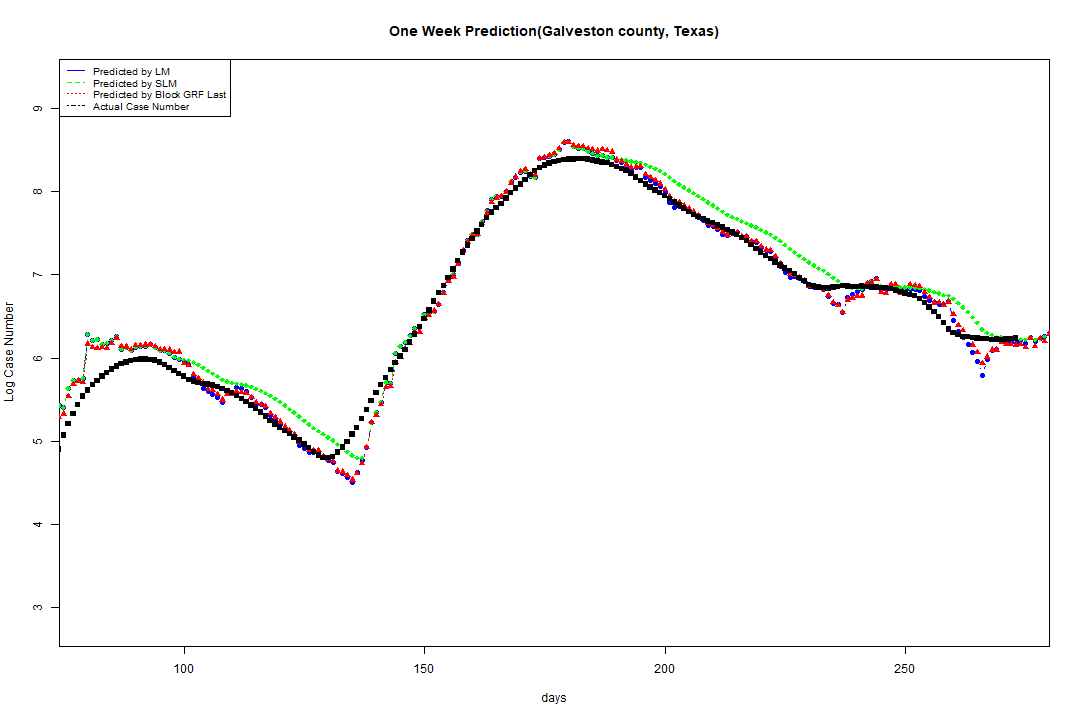 One Week Prediction(Galveston county, Texas)
Predicted by LM
Predicted by SLM
Predicted by Block GRF Last
Actual Case Number
9
8
7
6
5
4
3
Log Case Number
100 150 200 250
days